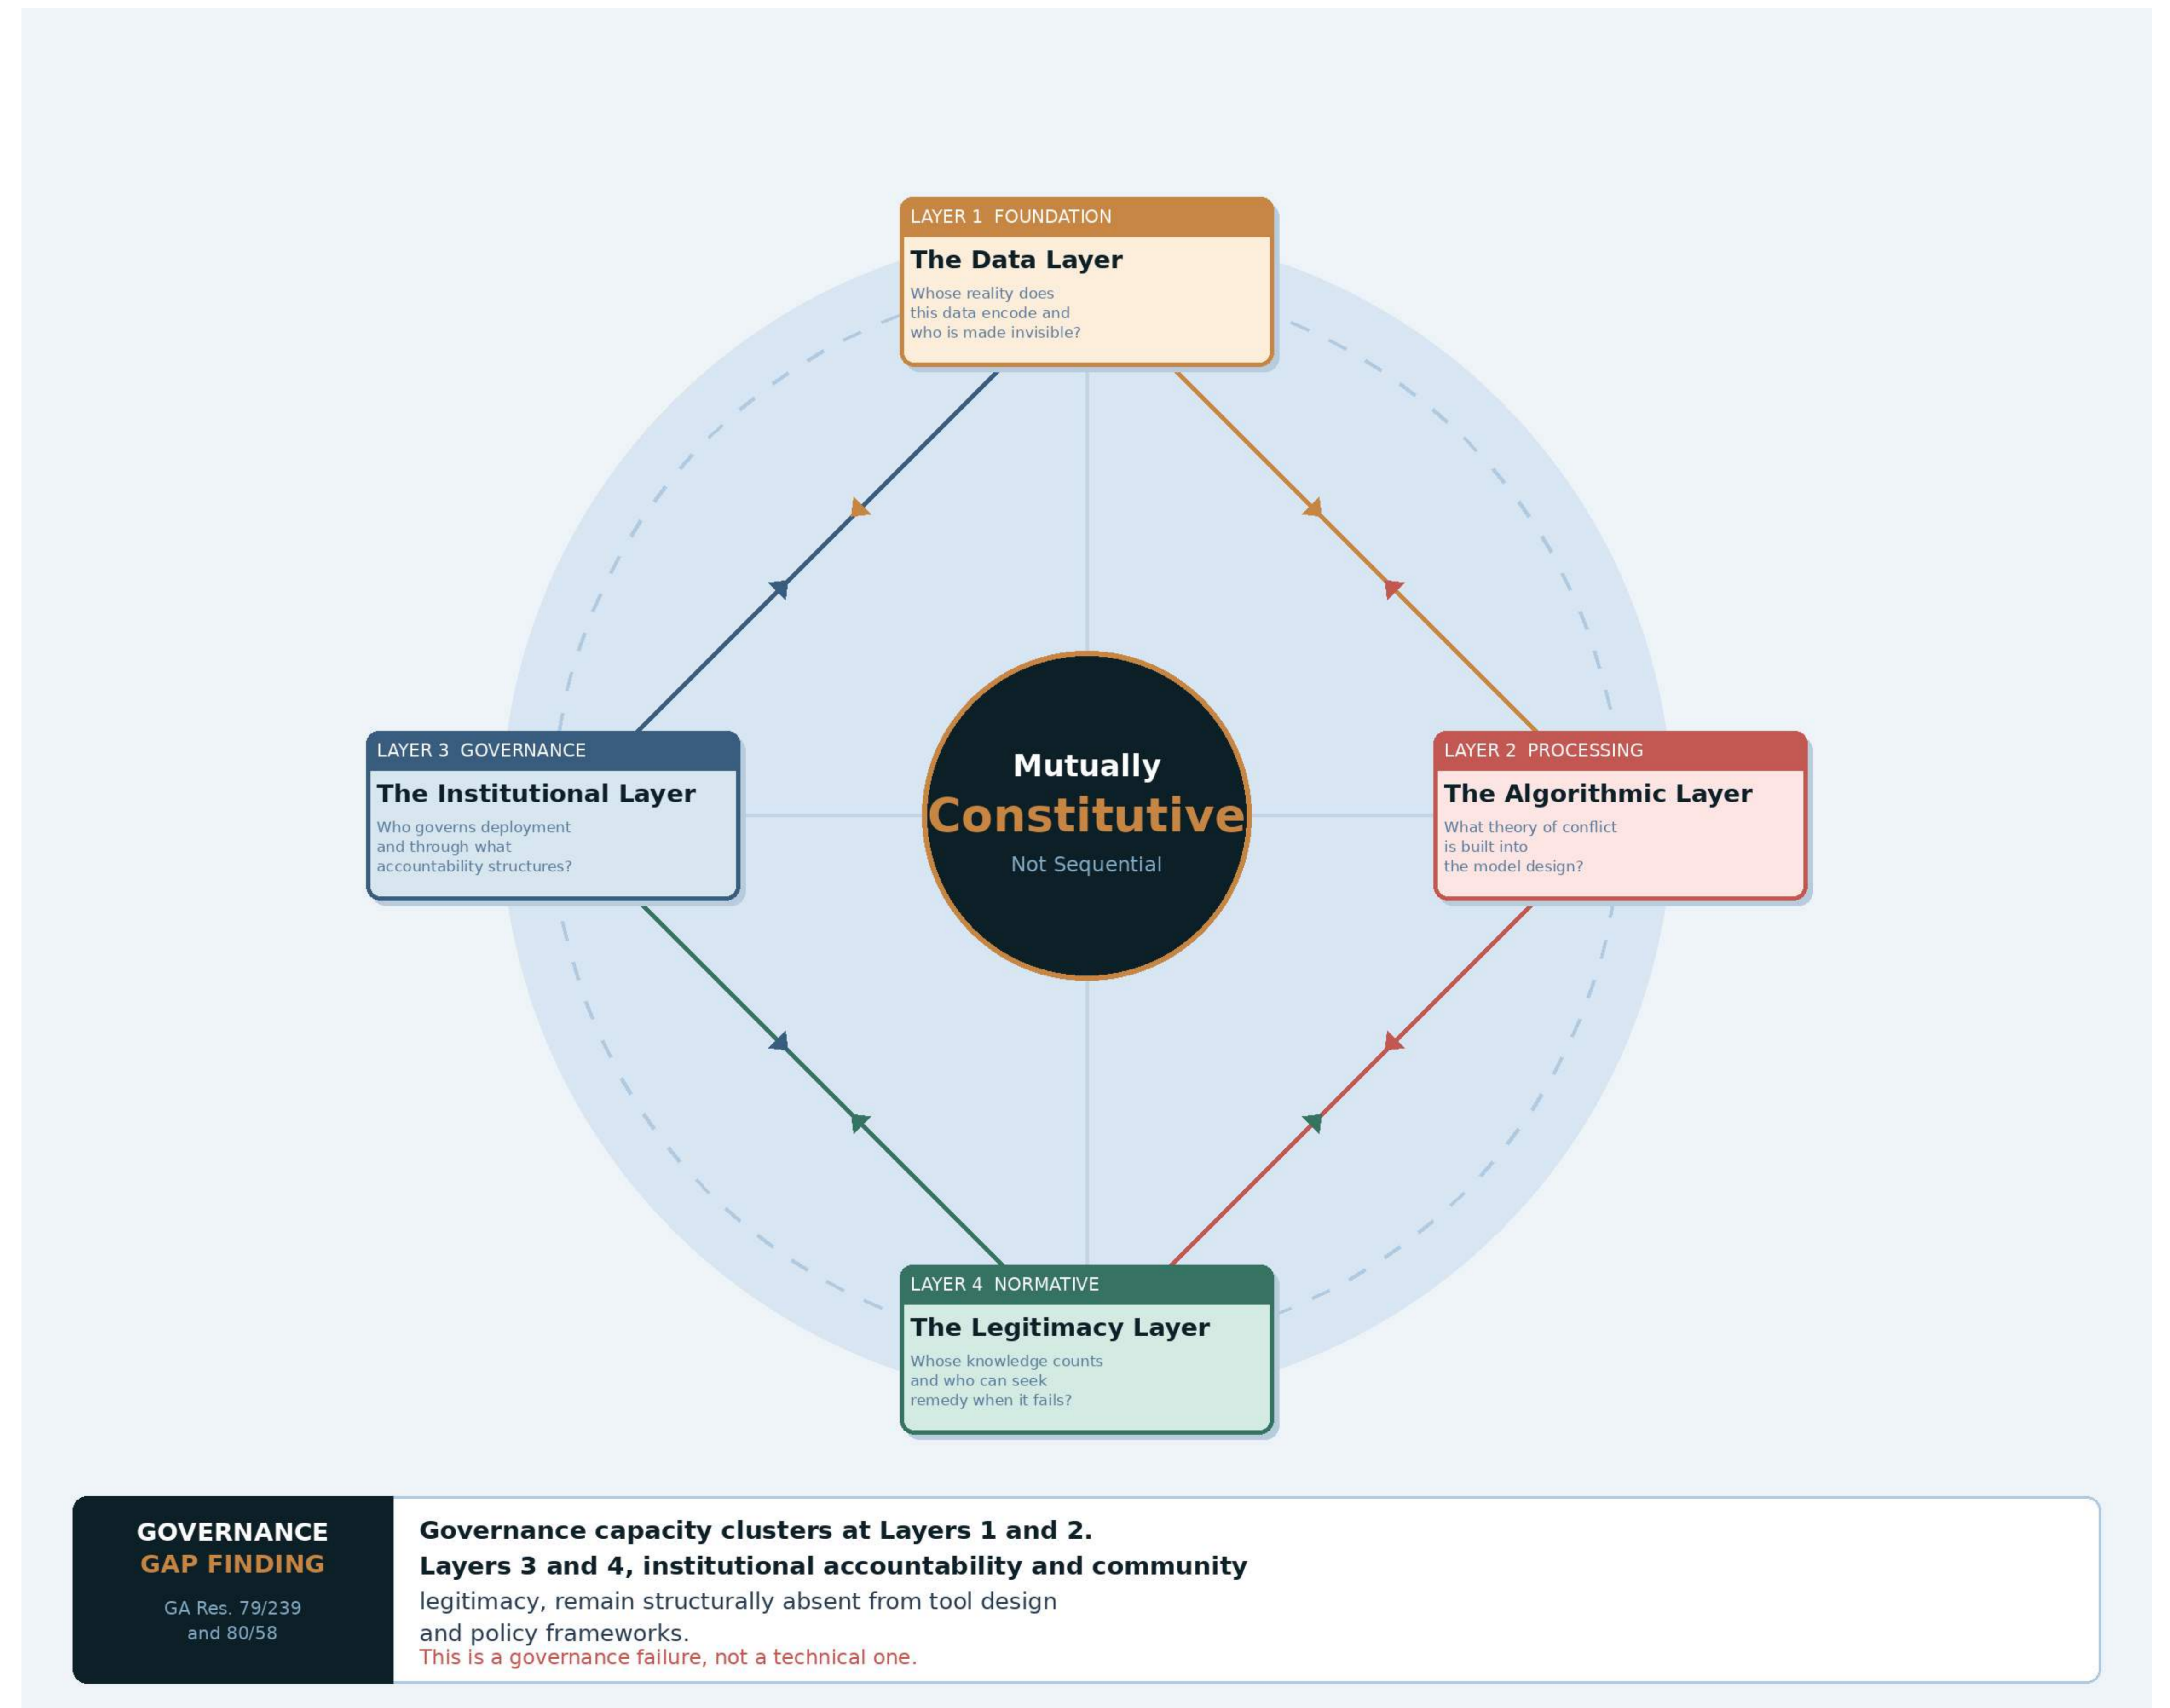 LAYER 1  FOUNDATION
The Data Layer
Whose reality does
this data encode and
who is made invisible?
LAYER 3  GOVERNANCE
The Institutional Layer
Who governs deployment
and through what
accountability structures?
Mutually
Constitutive
Not Sequential
LAYER 2  PROCESSING
The Algorithmic Layer
What theory of conflict
is built into
the model design?
LAYER 4  NORMATIVE
The Legitimacy Layer
Whose knowledge counts
and who can seek
remedy when it fails?
GOVERNANCE
GAP FINDING
GA Res. 79/239
and 80/58
Governance capacity clusters at Layers 1 and 2.
Layers 3 and 4, institutional accountability and community
legitimacy, remain structurally absent from tool design
and policy frameworks.
This is a governance failure, not a technical one.